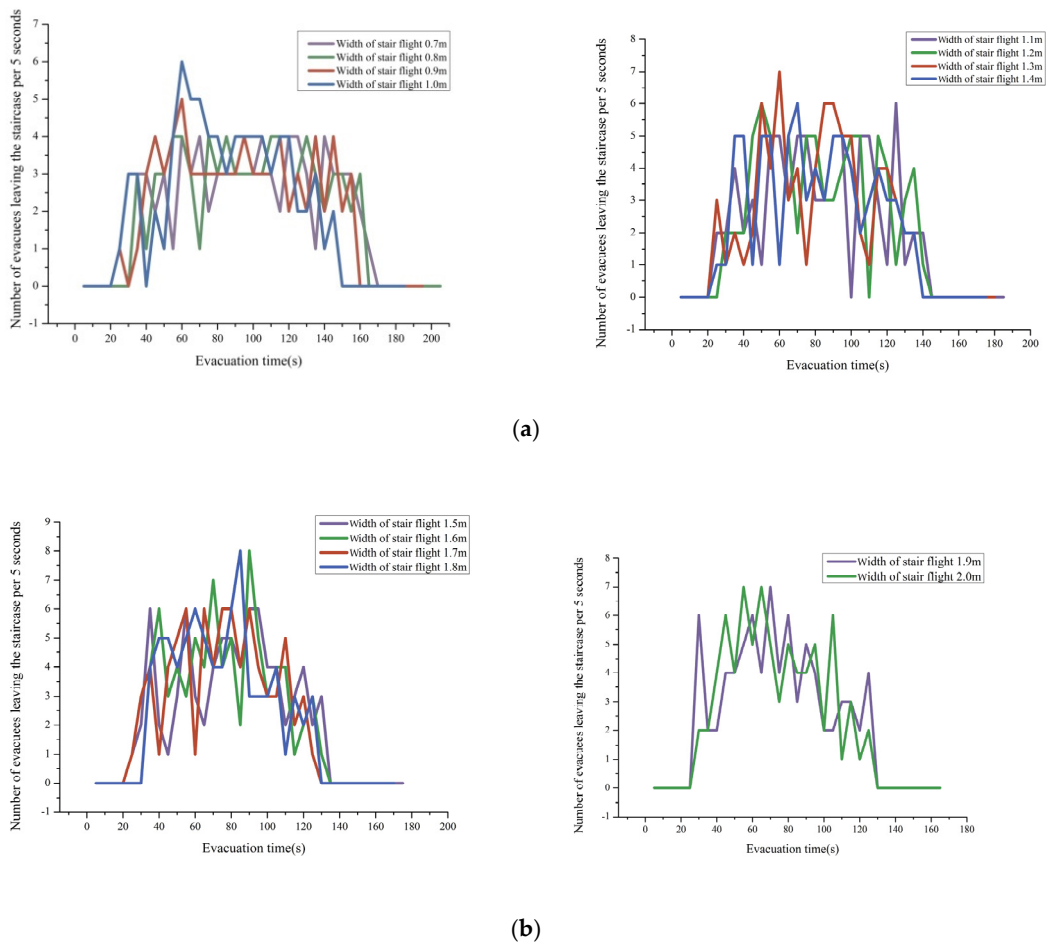 Number of evacuees leaving the staircase per 5 seconds
7
6
5
4
3
2
1
0
-1
Width of stair flight 0.7m
Width of stair flight 0.8m
Width of stair flight 0.9m
Width of stair flight 1.0m
0 20 40 60 80 100 120 140 160 180 200
Evacuation time(s)
Number of evacuees leaving the staircase per 5 seconds
8
7
6
5
4
3
2
1
0
-1
Width of stair flight 1.1m
Width of stair flight 1.2m
Width of stair flight 1.3m
Width of stair flight 1.4m
0 20 40 60 80 100 120 140 160 180 200
Evacuation time(s)
(a)
Number of evacuees leaving the staircase per 5 seconds
9
8
7
6
5
4
3
2
1
0
-1
Width of stair flight 1.5m
Width of stair flight 1.6m
Width of stair flight 1.7m
Width of stair flight 1.8m
0 20 40 60 80 100 120 140 160 180 200
Evacuation time(s)
Number of evacuees leaving the staircase per 5 seconds
8
7
6
5
4
3
2
1
0
-1
Width of stair flight 1.9m
Width of stair flight 2.0m
0 20 40 60 80 100 120 140 160 180
Evacuation time(s)
(b)